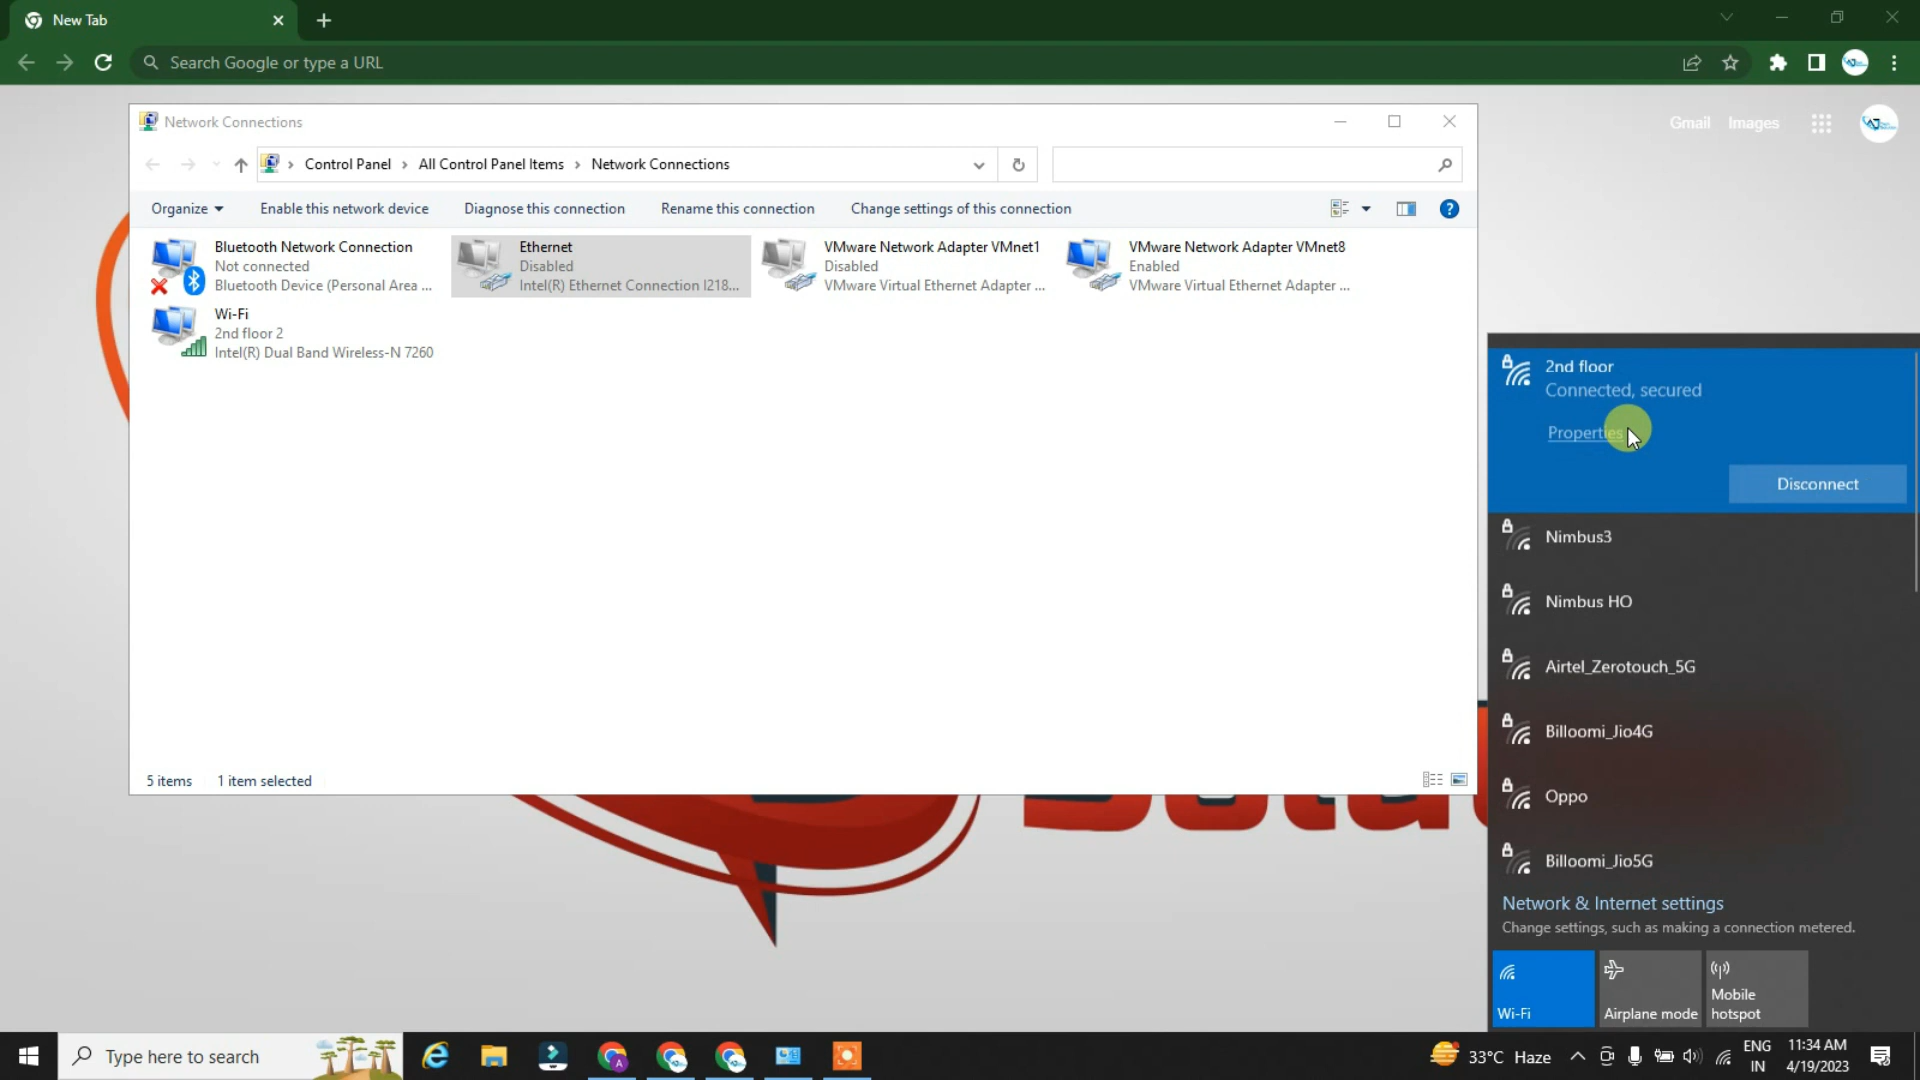 New Tab
Search Google or type a URL
Gmail Images
Network Connections
Control Panel All Control Panel Items Network Connections
Organize Enable this network device Diagnose this connection Rename this connection Change settings of this connection
Bluetooth Network Connection
Not connected
Bluetooth Device (Personal Area ...
Ethernet
Disabled
Intel(R) Ethernet Connection I218...
VMware Network Adapter VMnet1
Disabled
VMware Virtual Ethernet Adapter ...
VMware Network Adapter VMnet8
Enabled
VMware Virtual Ethernet Adapter ...
Wi-Fi
2nd floor 2
Intel(R) Dual Band Wireless-N 7260
5 items 1 item selected
2nd floor
Connected, secured
Properties
Disconnect
Nimbus3
Nimbus HO
Airtel_Zerotouch_5G
Billoomi_Jio4G
Oppo
Billoomi_Jio5G
Network & Internet settings
Change settings, such as making a connection metered.
Wi-Fi
Airplane mode
Mobile
hotspot
Type here to search
33°C Haze
ENG
IN
11:34 AM
4/19/2023